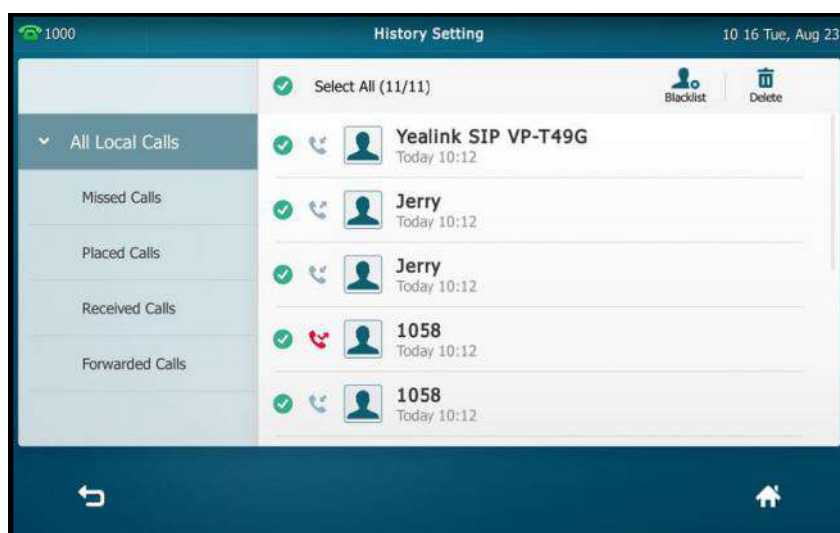 1000
History Setting
10 16 Tue, Aug 23
Select All (11/11)
Blacklist
Delete
All Local Calls
Missed Calls
Placed Calls
Received Calls
Forwarded Calls
Yealink SIP VP-T49G
Today 10:12
Jerry
Today 10:12
Jerry
Today 10:12
1058
Today 10:12
1058
Today 10:12